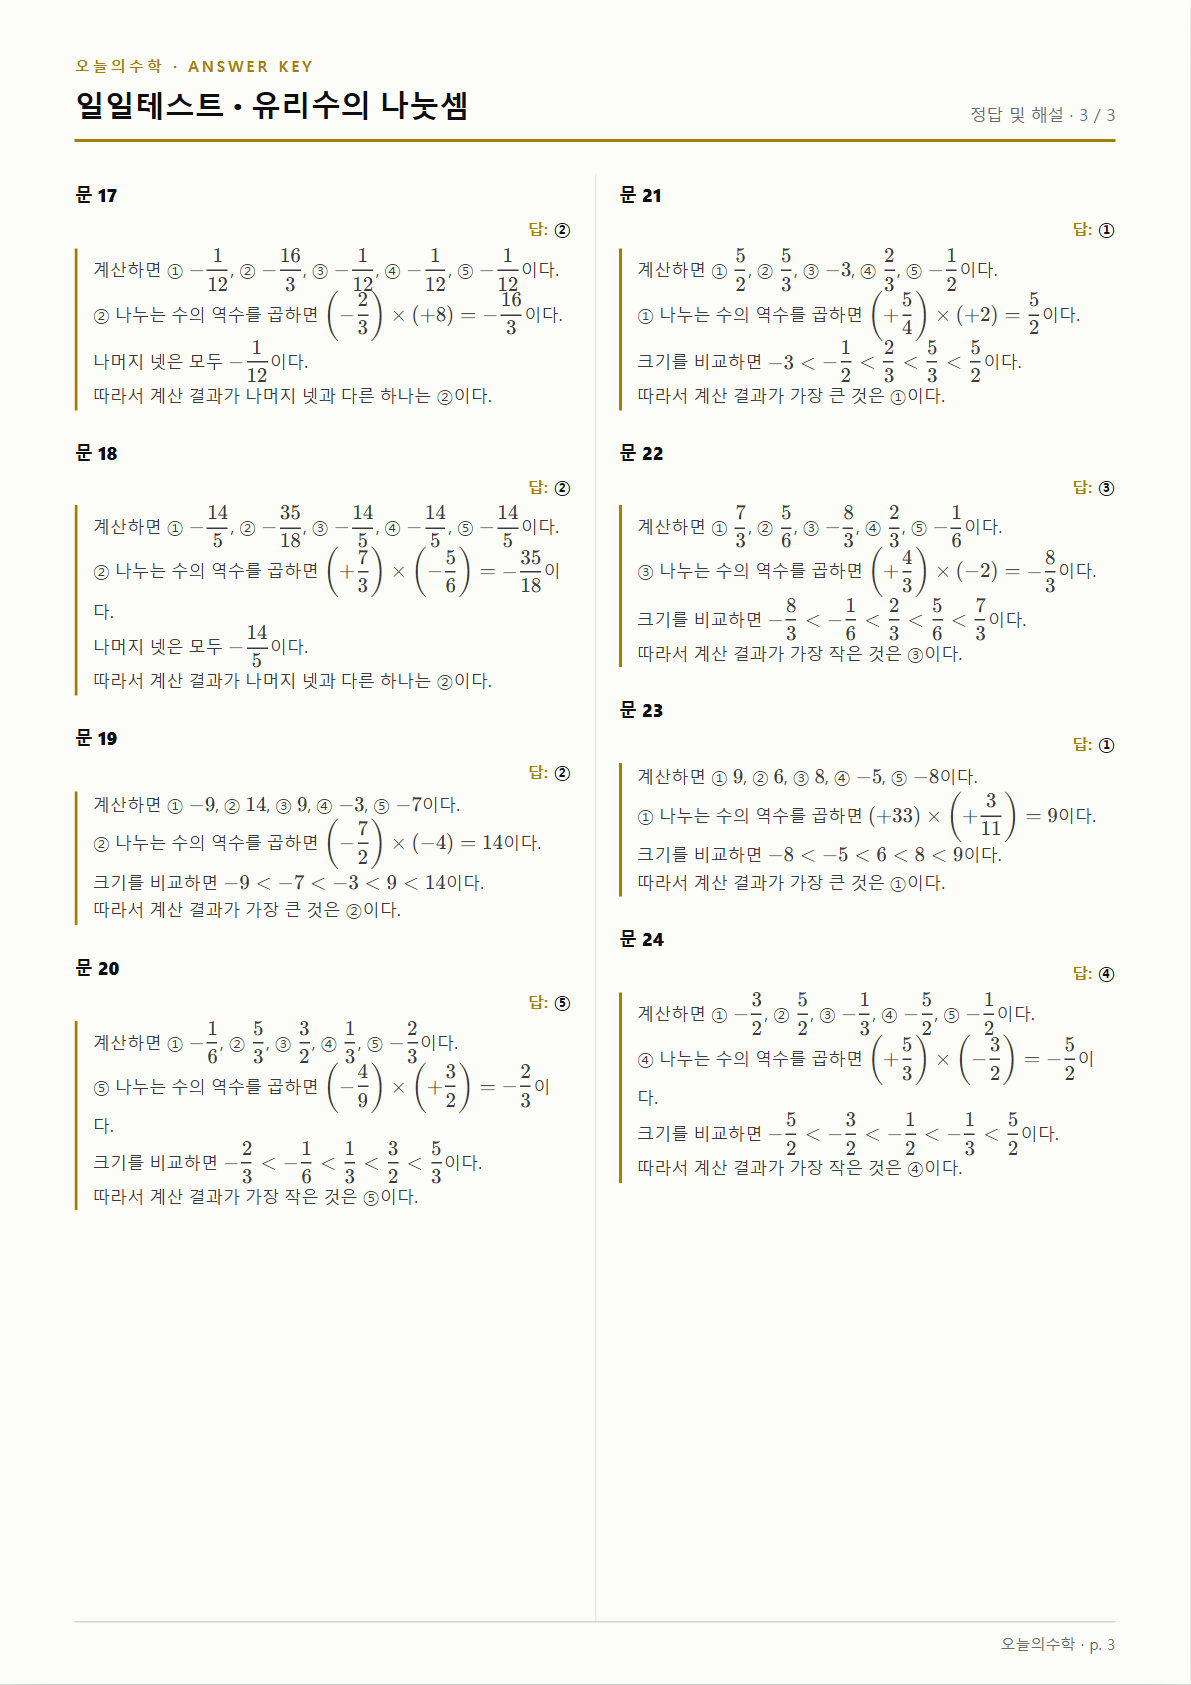 오늘의수학 · ANSWER KEY
일일테스트 · 유리수의 나눗셈
정답 및 해설 · 3 / 3
문 17
답: ②
계산하면 ① −1/12, ② −16/3, ③ −1/12, ④ −1/12, ⑤ −1/12이다.
② 나누는 수의 역수를 곱하면 (−2/3) × (+8) = −16/3이다.
나머지 넷은 모두 −1/12이다.
따라서 계산 결과가 나머지 넷과 다른 하나는 ②이다.
문 18
답: ②
계산하면 ① −14/5, ② −35/18, ③ −14/5, ④ −14/5, ⑤ −14/5이다.
② 나누는 수의 역수를 곱하면 (+7/3) × (−5/6) = −35/18이
다.
나머지 넷은 모두 −14/5이다.
따라서 계산 결과가 나머지 넷과 다른 하나는 ②이다.
문 19
답: ②
계산하면 ① −9, ② 14, ③ 9, ④ −3, ⑤ −7이다.
② 나누는 수의 역수를 곱하면 (−7/2) × (−4) = 14이다.
크기를 비교하면 −9 < −7 < −3 < 9 < 14이다.
따라서 계산 결과가 가장 큰 것은 ②이다.
문 20
답: ⑤
계산하면 ① −1/6, ② 5/3, ③ 3/2, ④ 1/3, ⑤ −2/3이다.
⑤ 나누는 수의 역수를 곱하면 (−4/9) × (+3/2) = −2/3이
다.
크기를 비교하면 −2/3 < −1/6 < 1/3 < 3/2 < 5/3이다.
따라서 계산 결과가 가장 작은 것은 ⑤이다.
문 21
답: ①
계산하면 ① 5/2, ② 5/3, ③ −3, ④ 2/3, ⑤ −1/2이다.
① 나누는 수의 역수를 곱하면 (+5/4) × (+2) = 5/2이다.
크기를 비교하면 −3 < −1/2 < 2/3 < 5/3 < 5/2이다.
따라서 계산 결과가 가장 큰 것은 ①이다.
문 22
답: ③
계산하면 ① 7/3, ② 5/6, ③ −8/3, ④ 2/3, ⑤ −1/6이다.
③ 나누는 수의 역수를 곱하면 (+4/3) × (−2) = −8/3이다.
크기를 비교하면 −8/3 < −1/6 < 2/3 < 5/6 < 7/3이다.
따라서 계산 결과가 가장 작은 것은 ③이다.
문 23
답: ①
계산하면 ① 9, ② 6, ③ 8, ④ −5, ⑤ −8이다.
① 나누는 수의 역수를 곱하면 (+33) × (+3/11) = 9이다.
크기를 비교하면 −8 < −5 < 6 < 8 < 9이다.
따라서 계산 결과가 가장 큰 것은 ①이다.
문 24
답: ④
계산하면 ① −3/2, ② 5/2, ③ −1/3, ④ −5/2, ⑤ −1/2이다.
④ 나누는 수의 역수를 곱하면 (+5/3) × (−3/2) = −5/2이
다.
크기를 비교하면 −5/2 < −3/2 < −1/2 < −1/3 < 5/2이다.
따라서 계산 결과가 가장 작은 것은 ④이다.
오늘의수학 · p. 3